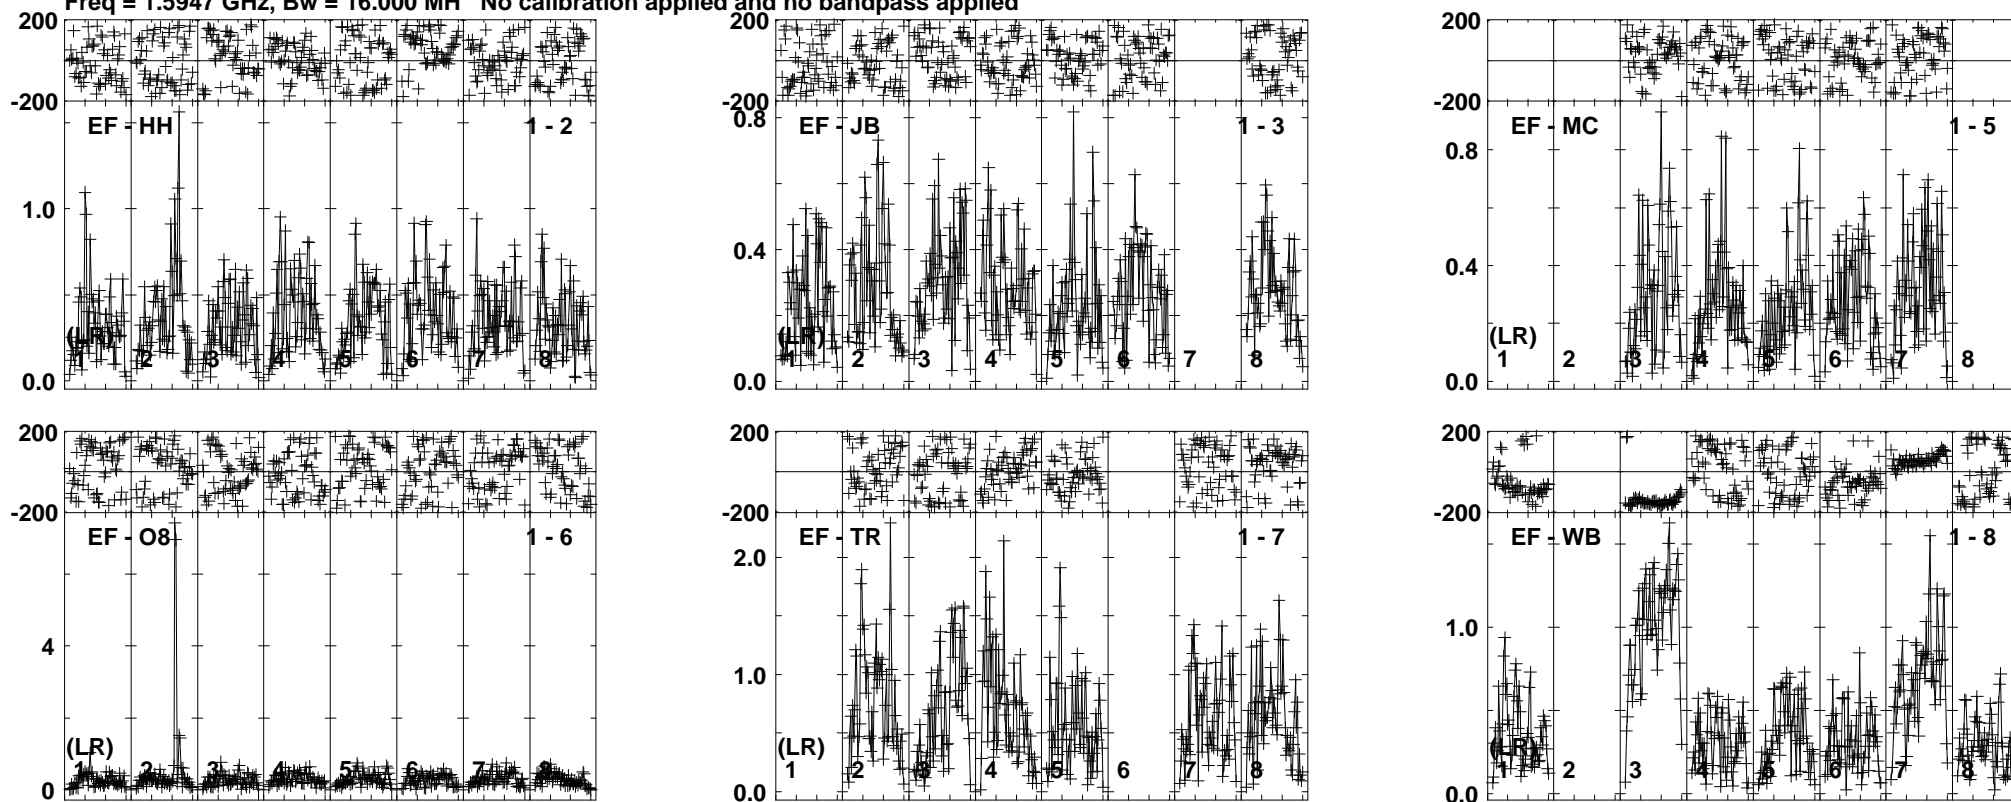 Freq = 1.5947 GHz, Bw = 16.000 MH No calibration applied and no bandpass applied
200
-200
EF - HH 1 - 2
1.0
(LR)
1 2 3 4 5 6 7 8
0.0
200
-200
0.8
EF - JB 1 - 3
0.4
(LR)
1 2 3 4 5 6 7 8
0.0
200
-200
EF - MC 1 - 5
0.8
0.4
(LR)
1 2 3 4 5 6 7 8
0.0
200
-200
EF - O8 1 - 6
4
(LR)
1 2 3 4 5 6 7 8
0
200
-200
EF - TR 1 - 7
2.0
1.0
(LR)
1 2 3 4 5 6 7 8
0.0
200
-200
EF - WB 1 - 8
1.0
(LR)
1 2 3 4 5 6 7 8
0.0